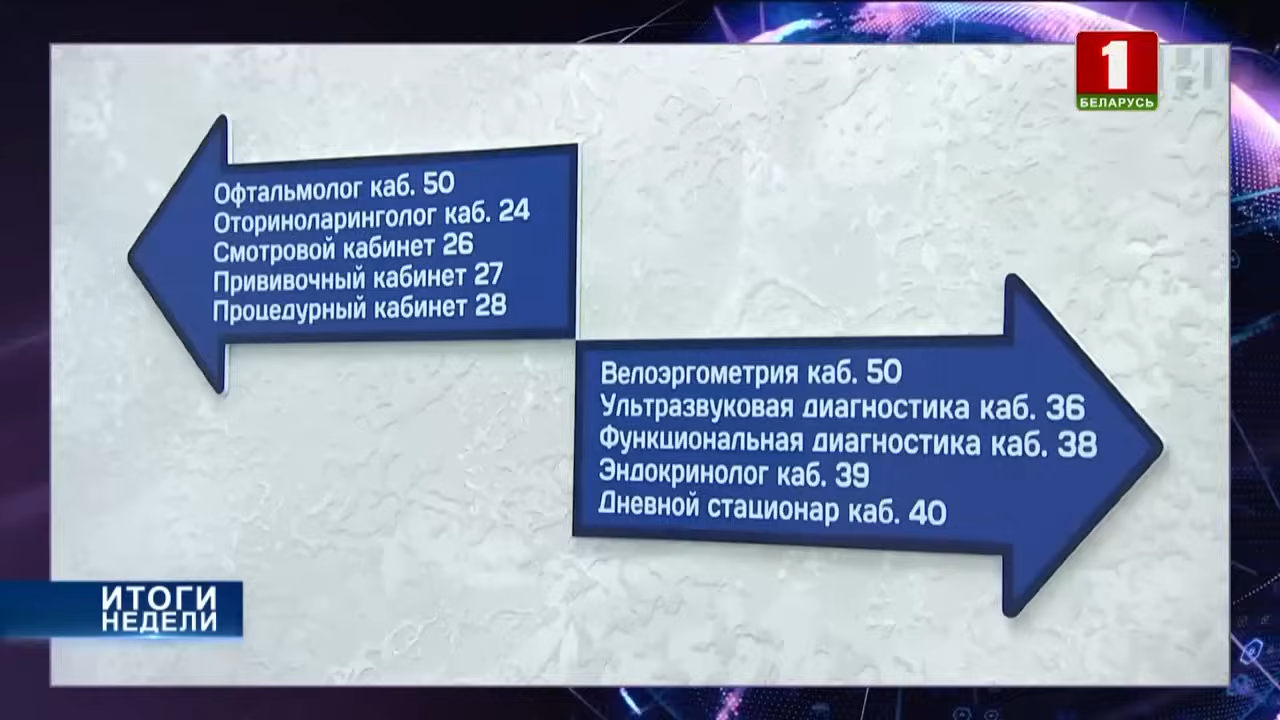 1
БЕЛАРУСЬ
Офтальмолог каб. 50
Оториноларинголог каб. 24
Смотровой кабинет 26
Прививочный кабинет 27
Процедурный кабинет 28
Велоэргометрия каб. 50
Ультразвуковая диагностика каб. 36
Функциональная диагностика каб. 38
Эндокринолог каб. 39
Дневной стационар каб. 40
ИТОГИ
НЕДЕЛИ